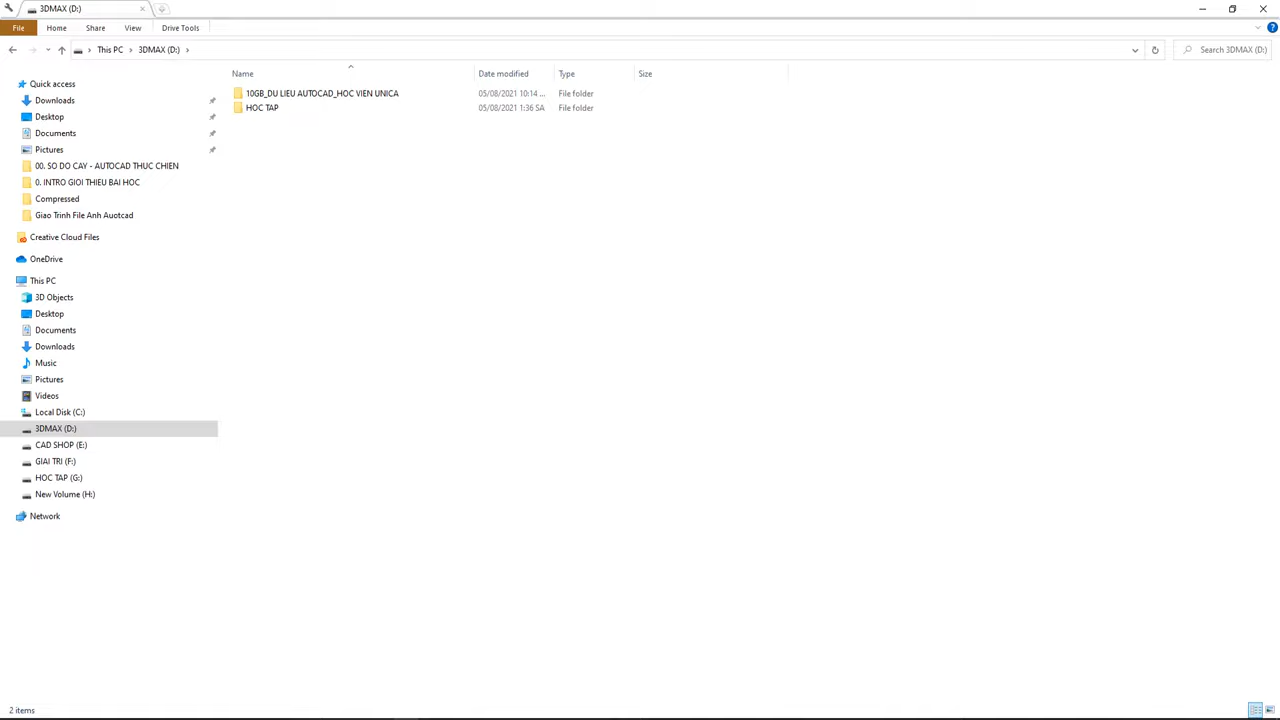 3DMAX (D:)
File Home Share View Drive Tools
This PC 3DMAX (D:) Search 3DMAX (D:)
Name Date modified Type Size
10GB_DU LIEU AUTOCAD_HOC VIEN UNICA 05/08/2021 10:14 ... File folder
HOC TAP 05/08/2021 1:36 SA File folder
Quick access
Downloads
Desktop
Documents
Pictures
00. SO DO CAY - AUTOCAD THUC CHIEN
0. INTRO GIOI THIEU BAI HOC
Compressed
Giao Trinh File Anh Auotcad
Creative Cloud Files
OneDrive
This PC
3D Objects
Desktop
Documents
Downloads
Music
Pictures
Videos
Local Disk (C:)
3DMAX (D:)
CAD SHOP (E:)
GIAI TRI (F:)
HOC TAP (G:)
New Volume (H:)
Network
2 items